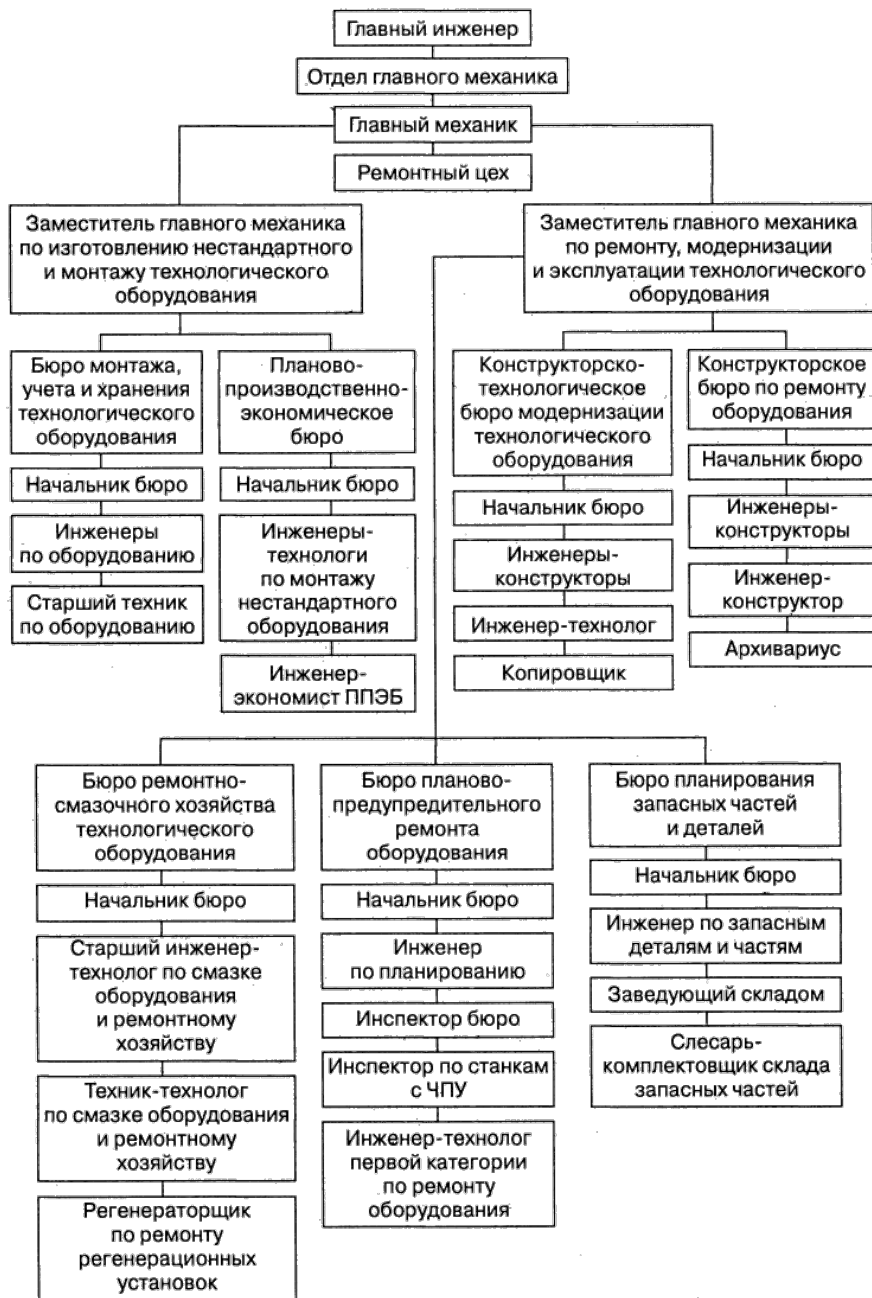 Главный инженер
Отдел главного механика
Главный механик
Ремонтный цех
Заместитель главного механика
по изготовлению нестандартного
и монтажу технологического
оборудования
Заместитель главного механика
по ремонту, модернизации
и эксплуатации технологического
оборудования
Бюро монтажа,
учета и хранения
технологического
оборудования
Начальник бюро
Инженеры
по оборудованию
Старший техник
по оборудованию
Планово-
производственно-
экономическое
бюро
Начальник бюро
Инженеры-
технологи
по монтажу
нестандартного
оборудования
Инженер-
экономист ППЭБ
Конструкторско-
технологическое
бюро модернизации
технологического
оборудования
Начальник бюро
Инженеры-
конструкторы
Инженер-технолог
Копировщик
Конструкторское
бюро по ремонту
оборудования
Начальник бюро
Инженеры-
конструкторы
Инженер-
конструктор
Архивариус
Бюро ремонтно-
смазочного хозяйства
технологического
оборудования
Начальник бюро
Старший инженер-
технолог по смазке
оборудования
и ремонтному
хозяйству
Техник-технолог
по смазке оборудования
и ремонтному
хозяйству
Регенераторщик
по ремонту
регенерационных
установок
Бюро планово-
предупредительного
ремонта
оборудования
Начальник бюро
Инженер
по планированию
Инспектор бюро
Инспектор по станкам
с ЧПУ
Инженер-технолог
первой категории
по ремонту
оборудования
Бюро планирования
запасных частей
и деталей
Начальник бюро
Инженер по запасным
деталям и частям
Заведующий складом
Слесарь-
комплектовщик склада
запасных частей